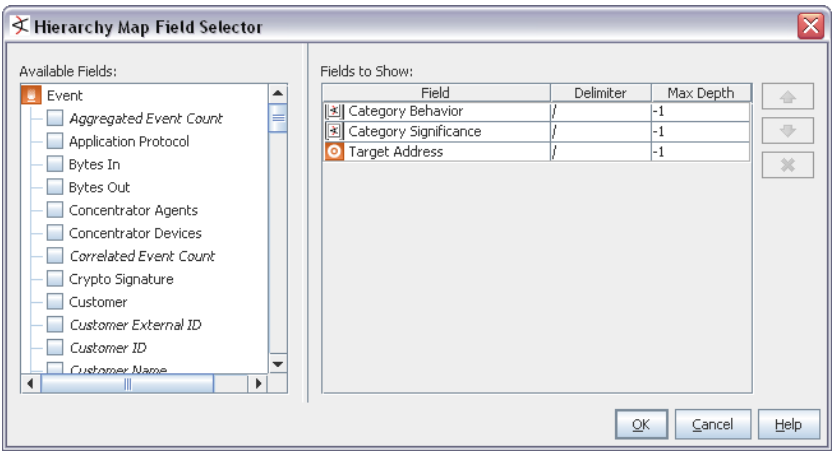 Hierarchy Map Field Selector
Available Fields:
Event
Aggregated Event Count
Application Protocol
Bytes In
Bytes Out
Concentrator Agents
Concentrator Devices
Correlated Event Count
Crypto Signature
Customer
Customer External ID
Customer ID
Customer Name
Fields to Show:
Field Delimiter Max Depth
Category Behavior / -1
Category Significance / -1
Target Address / -1
OK Cancel Help